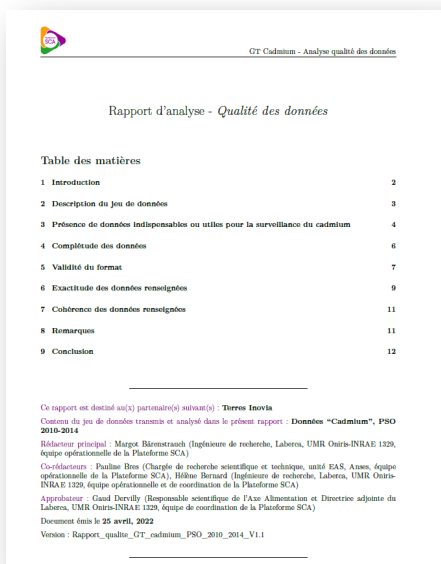 SCA
GT Cadmium - Analyse qualité des données
Rapport d'analyse - Qualité des données
Table des matières
1 Introduction 2
2 Description du jeu de données 3
3 Présence de données indispensables ou utiles pour la surveillance du cadmium 4
4 Complétude des données 6
5 Validité du format 7
6 Exactitude des données renseignées 9
7 Cohérence des données renseignées 11
8 Remarques 11
9 Conclusion 12
Ce rapport est destiné au(x) partenaire(s) suivant(s) : Terres Inovia
Contenu du jeu de données transmis et analysé dans le présent rapport : Données “Cadmium”, PSO
2010-2014
Rédacteur principal : Margot Bärenstrauch (Ingénieure de recherche, Laberca, UMR Oniris-INRAE 1329,
équipe opérationnelle de la Plateforme SCA)
Co-rédacteurs : Pauline Bres (Chargée de recherche scientifique et technique, unité EAS, Anses, équipe
opérationnelle de la Plateforme SCA), Hélène Bernard (Ingénieure de recherche, Laberca, UMR Oniris-
INRAE 1329, équipe opérationnelle et de coordination de la Plateforme SCA)
Approbateur : Gaud Dervilly (Responsable scientifique de l'Axe Alimentation et Directrice adjointe du
Laberca, UMR Oniris-INRAE 1329, équipe de coordination de la Plateforme SCA)
Document émis le 25 avril, 2022
Version : Rapport_qualite_GT_cadmium_PSO_2010_2014_V1.1